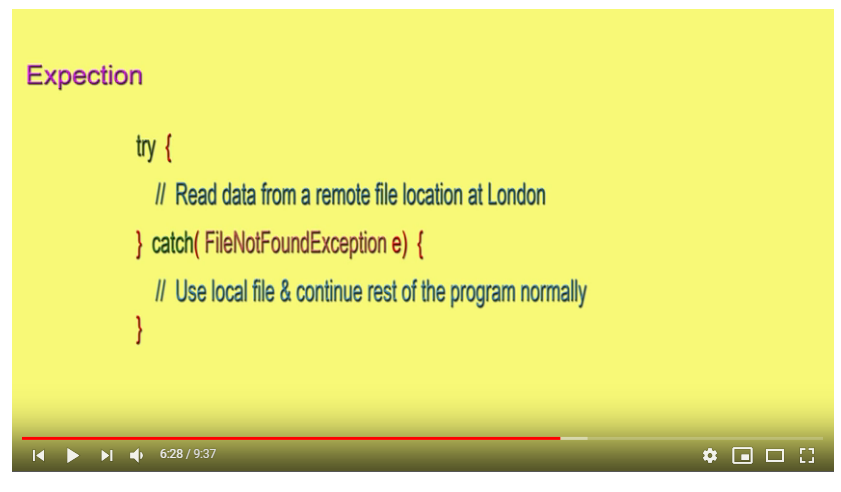 Expection
try {
// Read data from a remote file location at London
} catch( FileNotFoundException e) {
// Use local file & continue rest of the program normally
}
6:28 / 9:37